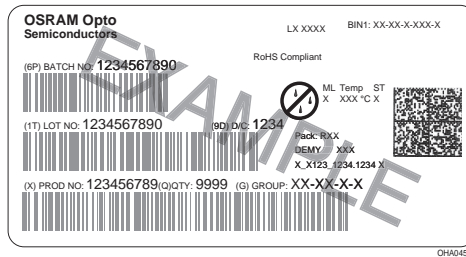 OSRAM Opto
Semiconductors
LX XXXX
BIN1: XX-XX-X-XXX-X
RoHS Compliant
(6P) BATCH NO: 1234567890
ML Temp ST
X XXX °C X
(1T) LOT NO: 1234567890
(9D) D/C: 1234
Pack: RXX
DEMY XXX
X_X123_1234.1234 X
(X) PROD NO: 123456789(Q)QTY: 9999 (G) GROUP: XX-XX-X-X
EXAMPLE
OHA045